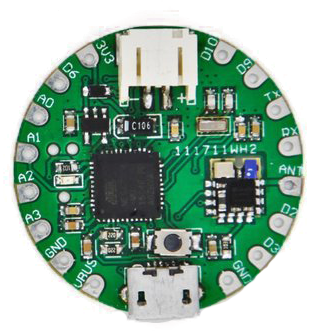 3V3
D6
A0
A1
A2
A3
GND
VBUS
D10
D9
TX
RX
ANT
D2
D3
GND
- +
C106
111711WH2